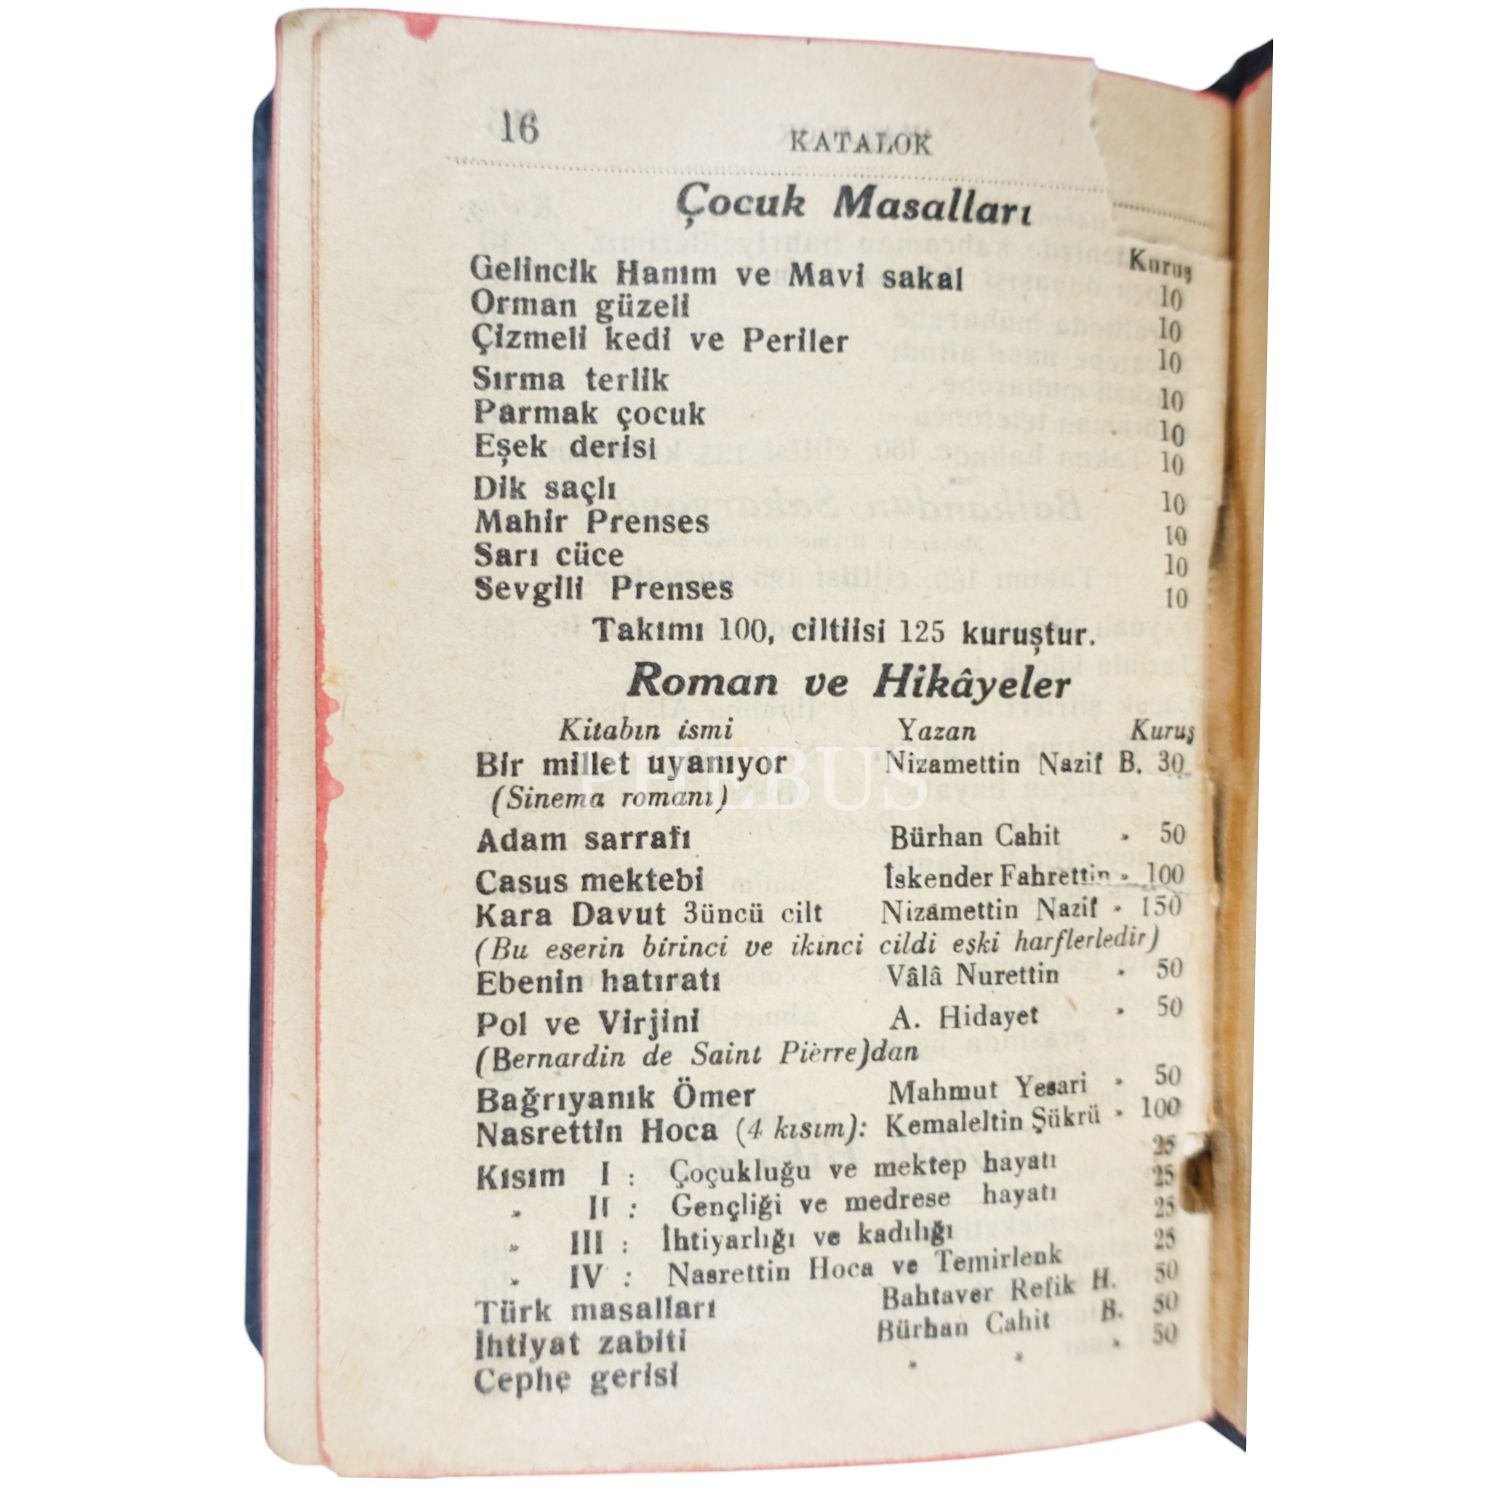 16
KATALOK
Çocuk Masalları
Kuruş
Gelincik Hanım ve Mavi sakal 10
Orman güzeli 10
Çizmeli kedi ve Periler 10
Sırma terlik 10
Parmak çocuk 10
Eşek derisi 10
Dik saçlı 10
Mahir Prenses 10
Sarı cüce 10
Sevgili Prenses 10
Takımı 100, ciltlisi 125 kuruştur.
Roman ve Hikâyeler
Kitabın ismi Yazan Kuruş
Bir millet uyanıyor Nizamettin Nazif B. 30
(Sinema romanı)
PHEBUS
Adam sarrafı Bürhan Cahit " 50
Casus mektebi İskender Fahrettin " 100
Kara Davut 3üncü cilt Nizamettin Nazif " 150
(Bu eserin birinci ve ikinci cildi eski harflerledir)
Ebenin hatıratı Vâlâ Nurettin " 50
Pol ve Virjini A. Hidayet " 50
(Bernardin de Saint Pièrre)dan
Bağrıyanık Ömer Mahmut Yesari " 50
Nasrettin Hoca (4 kısım): Kemaleltin Şükrü " 100
Kısım I : Çoçukluğu ve mektep hayatı 25
" II : Gençliği ve medrese hayatı 25
" III : İhtiyarlığı ve kadılığı 25
" IV : Nasrettin Hoca ve Temirlenk 25
Türk masalları Bahtaver Refik H. 50
İhtiyat zabiti Bürhan Cahit B. 50
Cephe gerisi " " " 50